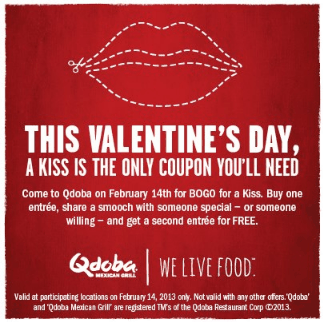 THIS VALENTINE'S DAY,
A KISS IS THE ONLY COUPON YOU'LL NEED
Come to Qdoba on February 14th for BOGO for a Kiss. Buy one
entrée, share a smooch with someone special – or someone
willing – and get a second entrée for FREE.
Qdoba
MEXICAN GRILL
WE LIVE FOOD.™
Valid at participating locations on February 14, 2013 only. Not valid with any other offers. 'Qdoba'
and 'Qdoba Mexican Grill' are registered TM's of the Qdoba Restaurant Corp ©2013.